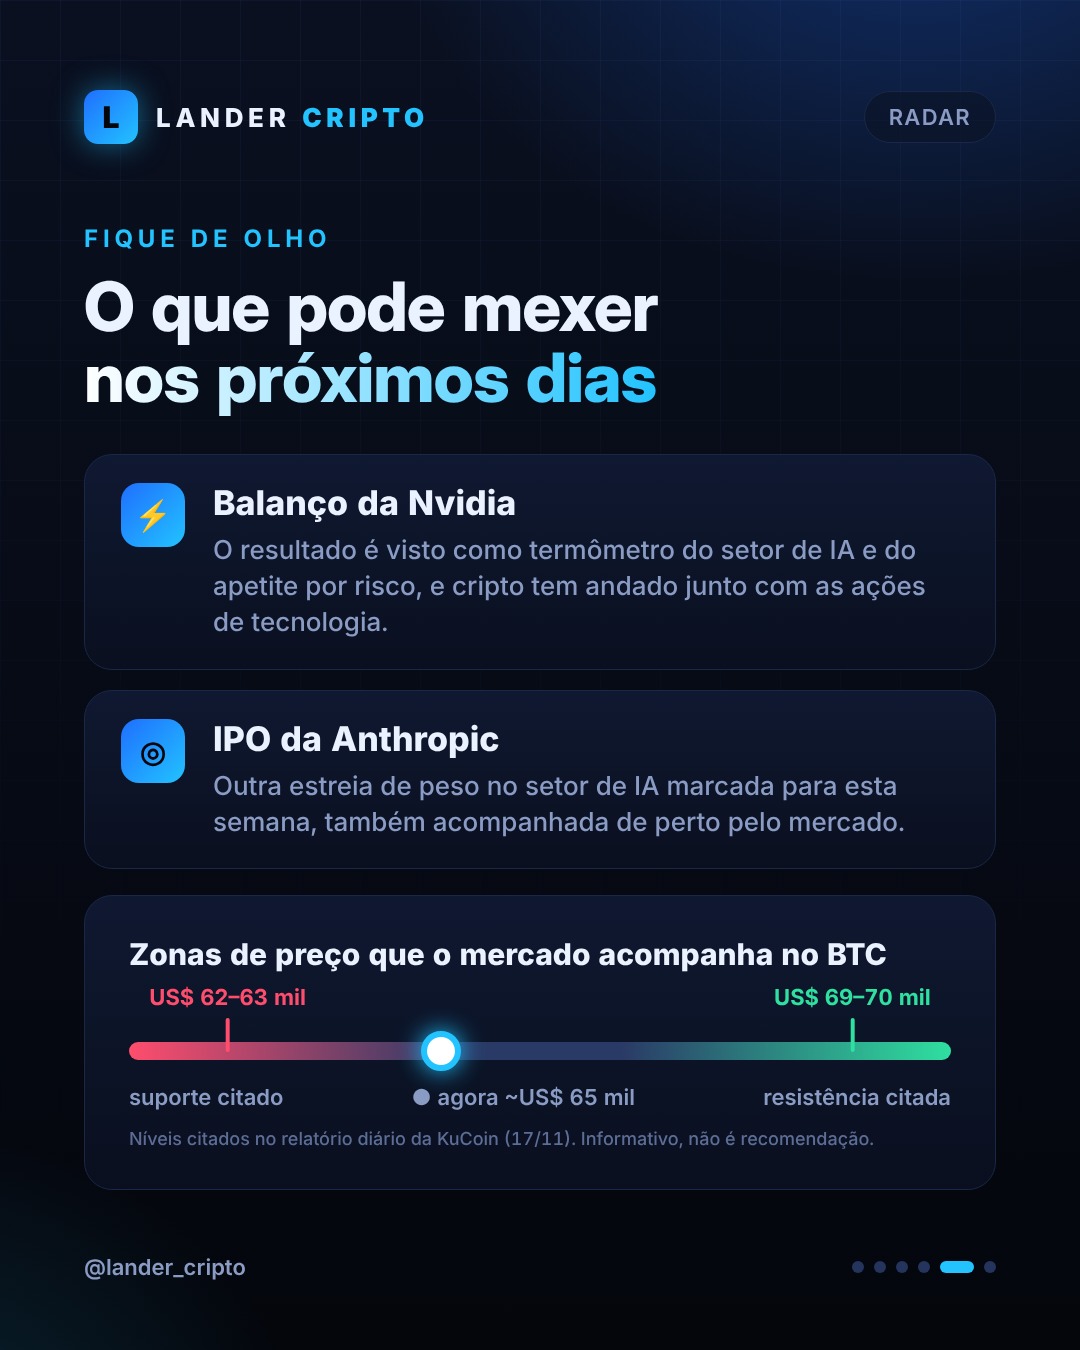 L LANDER CRIPTO
RADAR
FIQUE DE OLHO
O que pode mexer
nos próximos dias
Balanço da Nvidia
O resultado é visto como termômetro do setor de IA e do
apetite por risco, e cripto tem andado junto com as ações
de tecnologia.
IPO da Anthropic
Outra estreia de peso no setor de IA marcada para esta
semana, também acompanhada de perto pelo mercado.
Zonas de preço que o mercado acompanha no BTC
US$ 62–63 mil
US$ 69–70 mil
suporte citado
agora ~US$ 65 mil
resistência citada
Níveis citados no relatório diário da KuCoin (17/11). Informativo, não é recomendação.
@lander_cripto